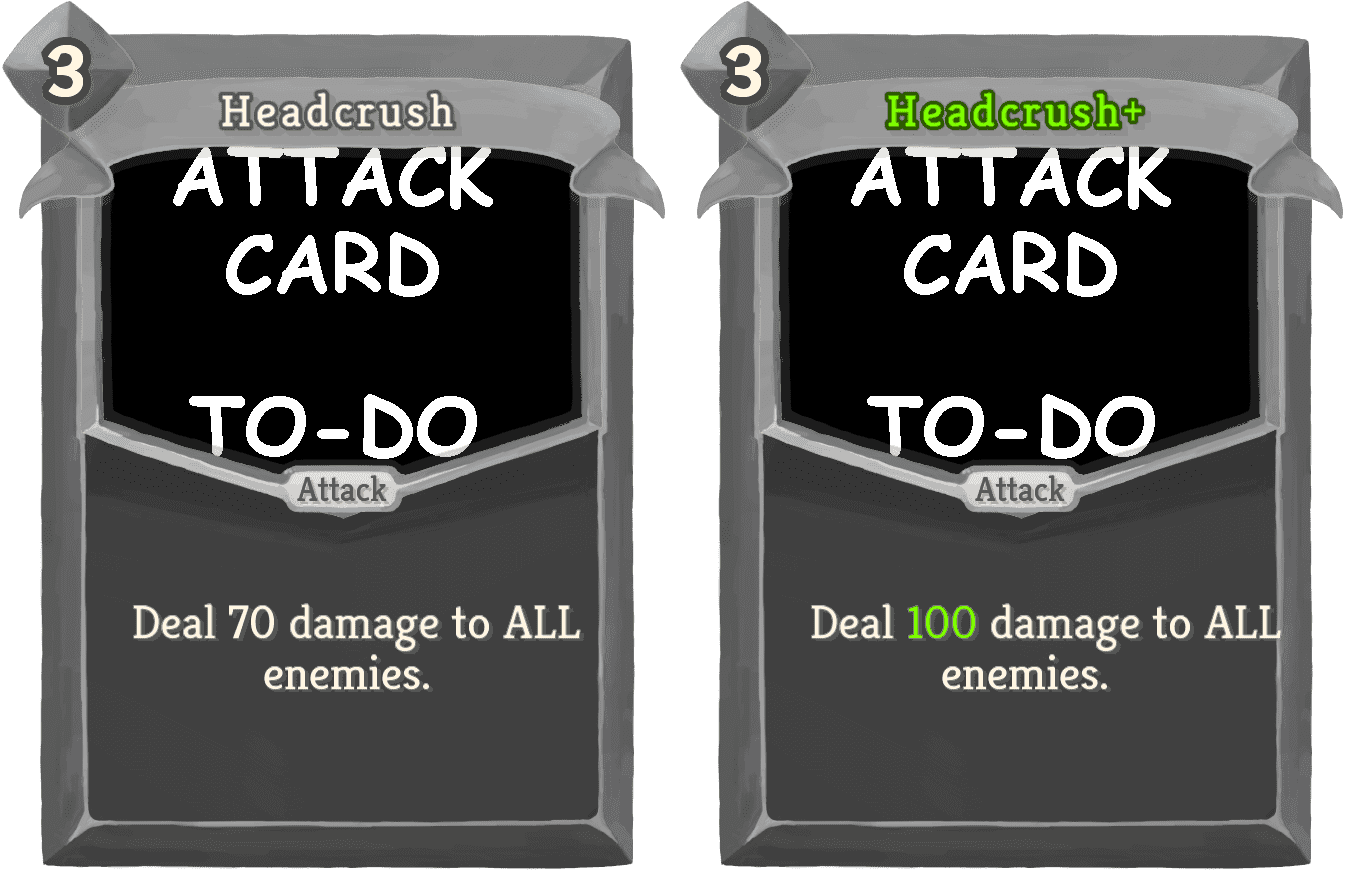 3
Headcrush
ATTACK
CARD
TO-DO
Attack
Deal 70 damage to ALL
enemies.
3
Headcrush+
ATTACK
CARD
TO-DO
Attack
Deal 100 damage to ALL
enemies.